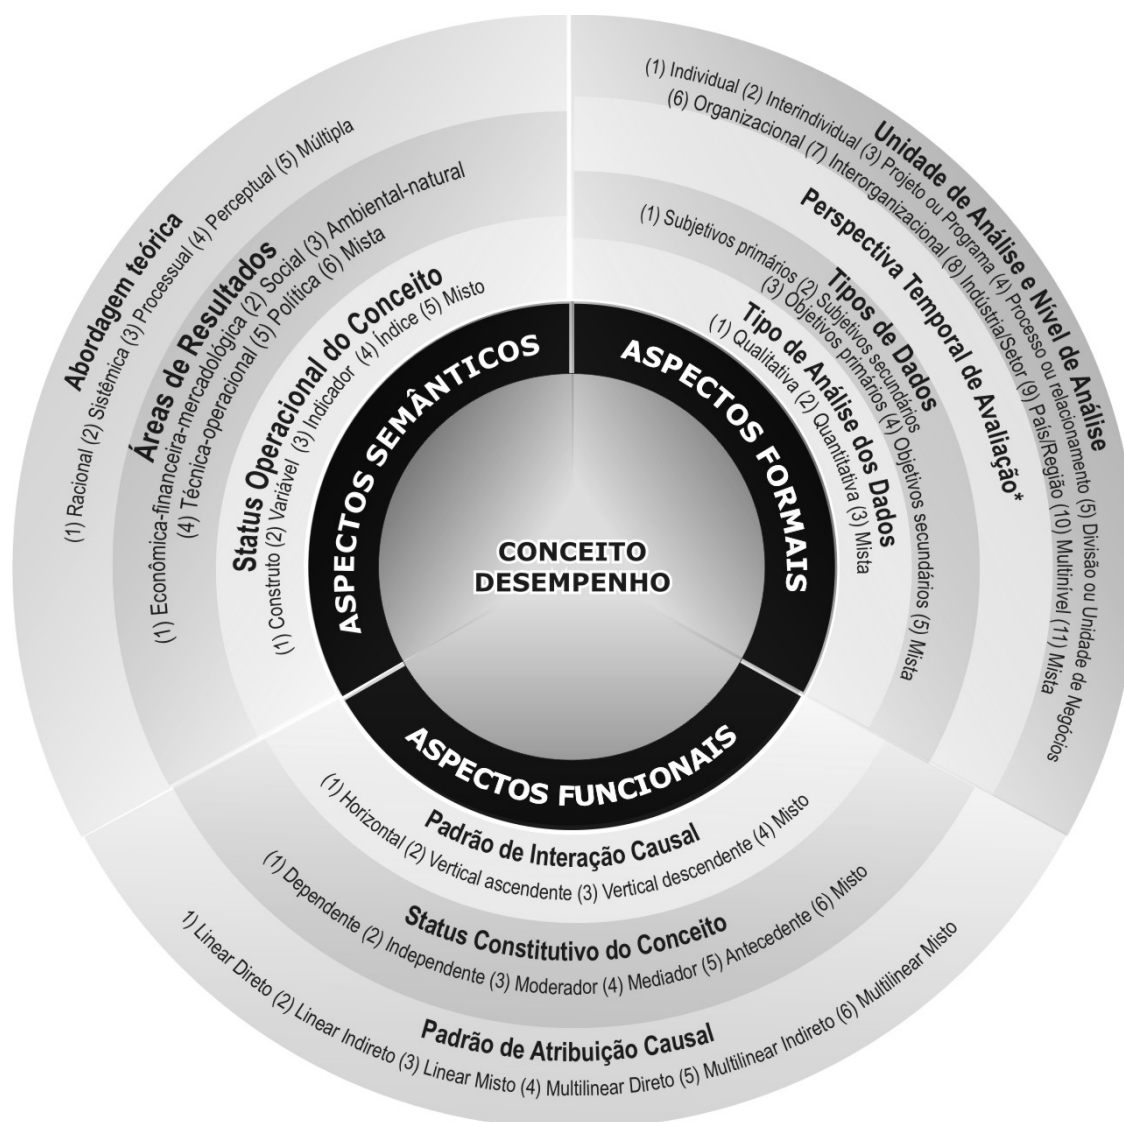 CONCEITO
DESEMPENHO
ASPECTOS SEMÂNTICOS
Abordagem teórica
(1) Racional (2) Sistêmica (3) Processual (4) Perceptual (5) Múltipla
Áreas de Resultados
(1) Econômica-financeira-mercadológica (2) Social (3) Ambiental-natural
(4) Técnica-operacional (5) Política (6) Mista
Status Operacional do Conceito
(1) Construto (2) Variável (3) Indicador (4) Índice (5) Misto
ASPECTOS FORMAIS
Unidade de Análise e Nível de Análise
(1) Individual (2) Interindividual (3) Projeto ou Programa (4) Processo ou relacionamento (5) Divisão ou Unidade de Negócios
(6) Organizacional (7) Interorganizacional (8) Indústria/Setor (9) País/Região (10) Multinível (11) Mista
Perspectiva Temporal de Avaliação*
Tipos de Dados
(1) Subjetivos primários (2) Subjetivos secundários
(3) Objetivos primários (4) Objetivos secundários (5) Mista
Tipo de Análise dos Dados
(1) Qualitativa (2) Quantitativa (3) Mista
ASPECTOS FUNCIONAIS
Padrão de Interação Causal
(1) Horizontal (2) Vertical ascendente (3) Vertical descendente (4) Misto
Status Constitutivo do Conceito
(1) Dependente (2) Independente (3) Moderador (4) Mediador (5) Antecedente (6) Misto
Padrão de Atribuição Causal
1) Linear Direto (2) Linear Indireto (3) Linear Misto (4) Multilinear Direto (5) Multilinear Indireto (6) Multilinear Misto